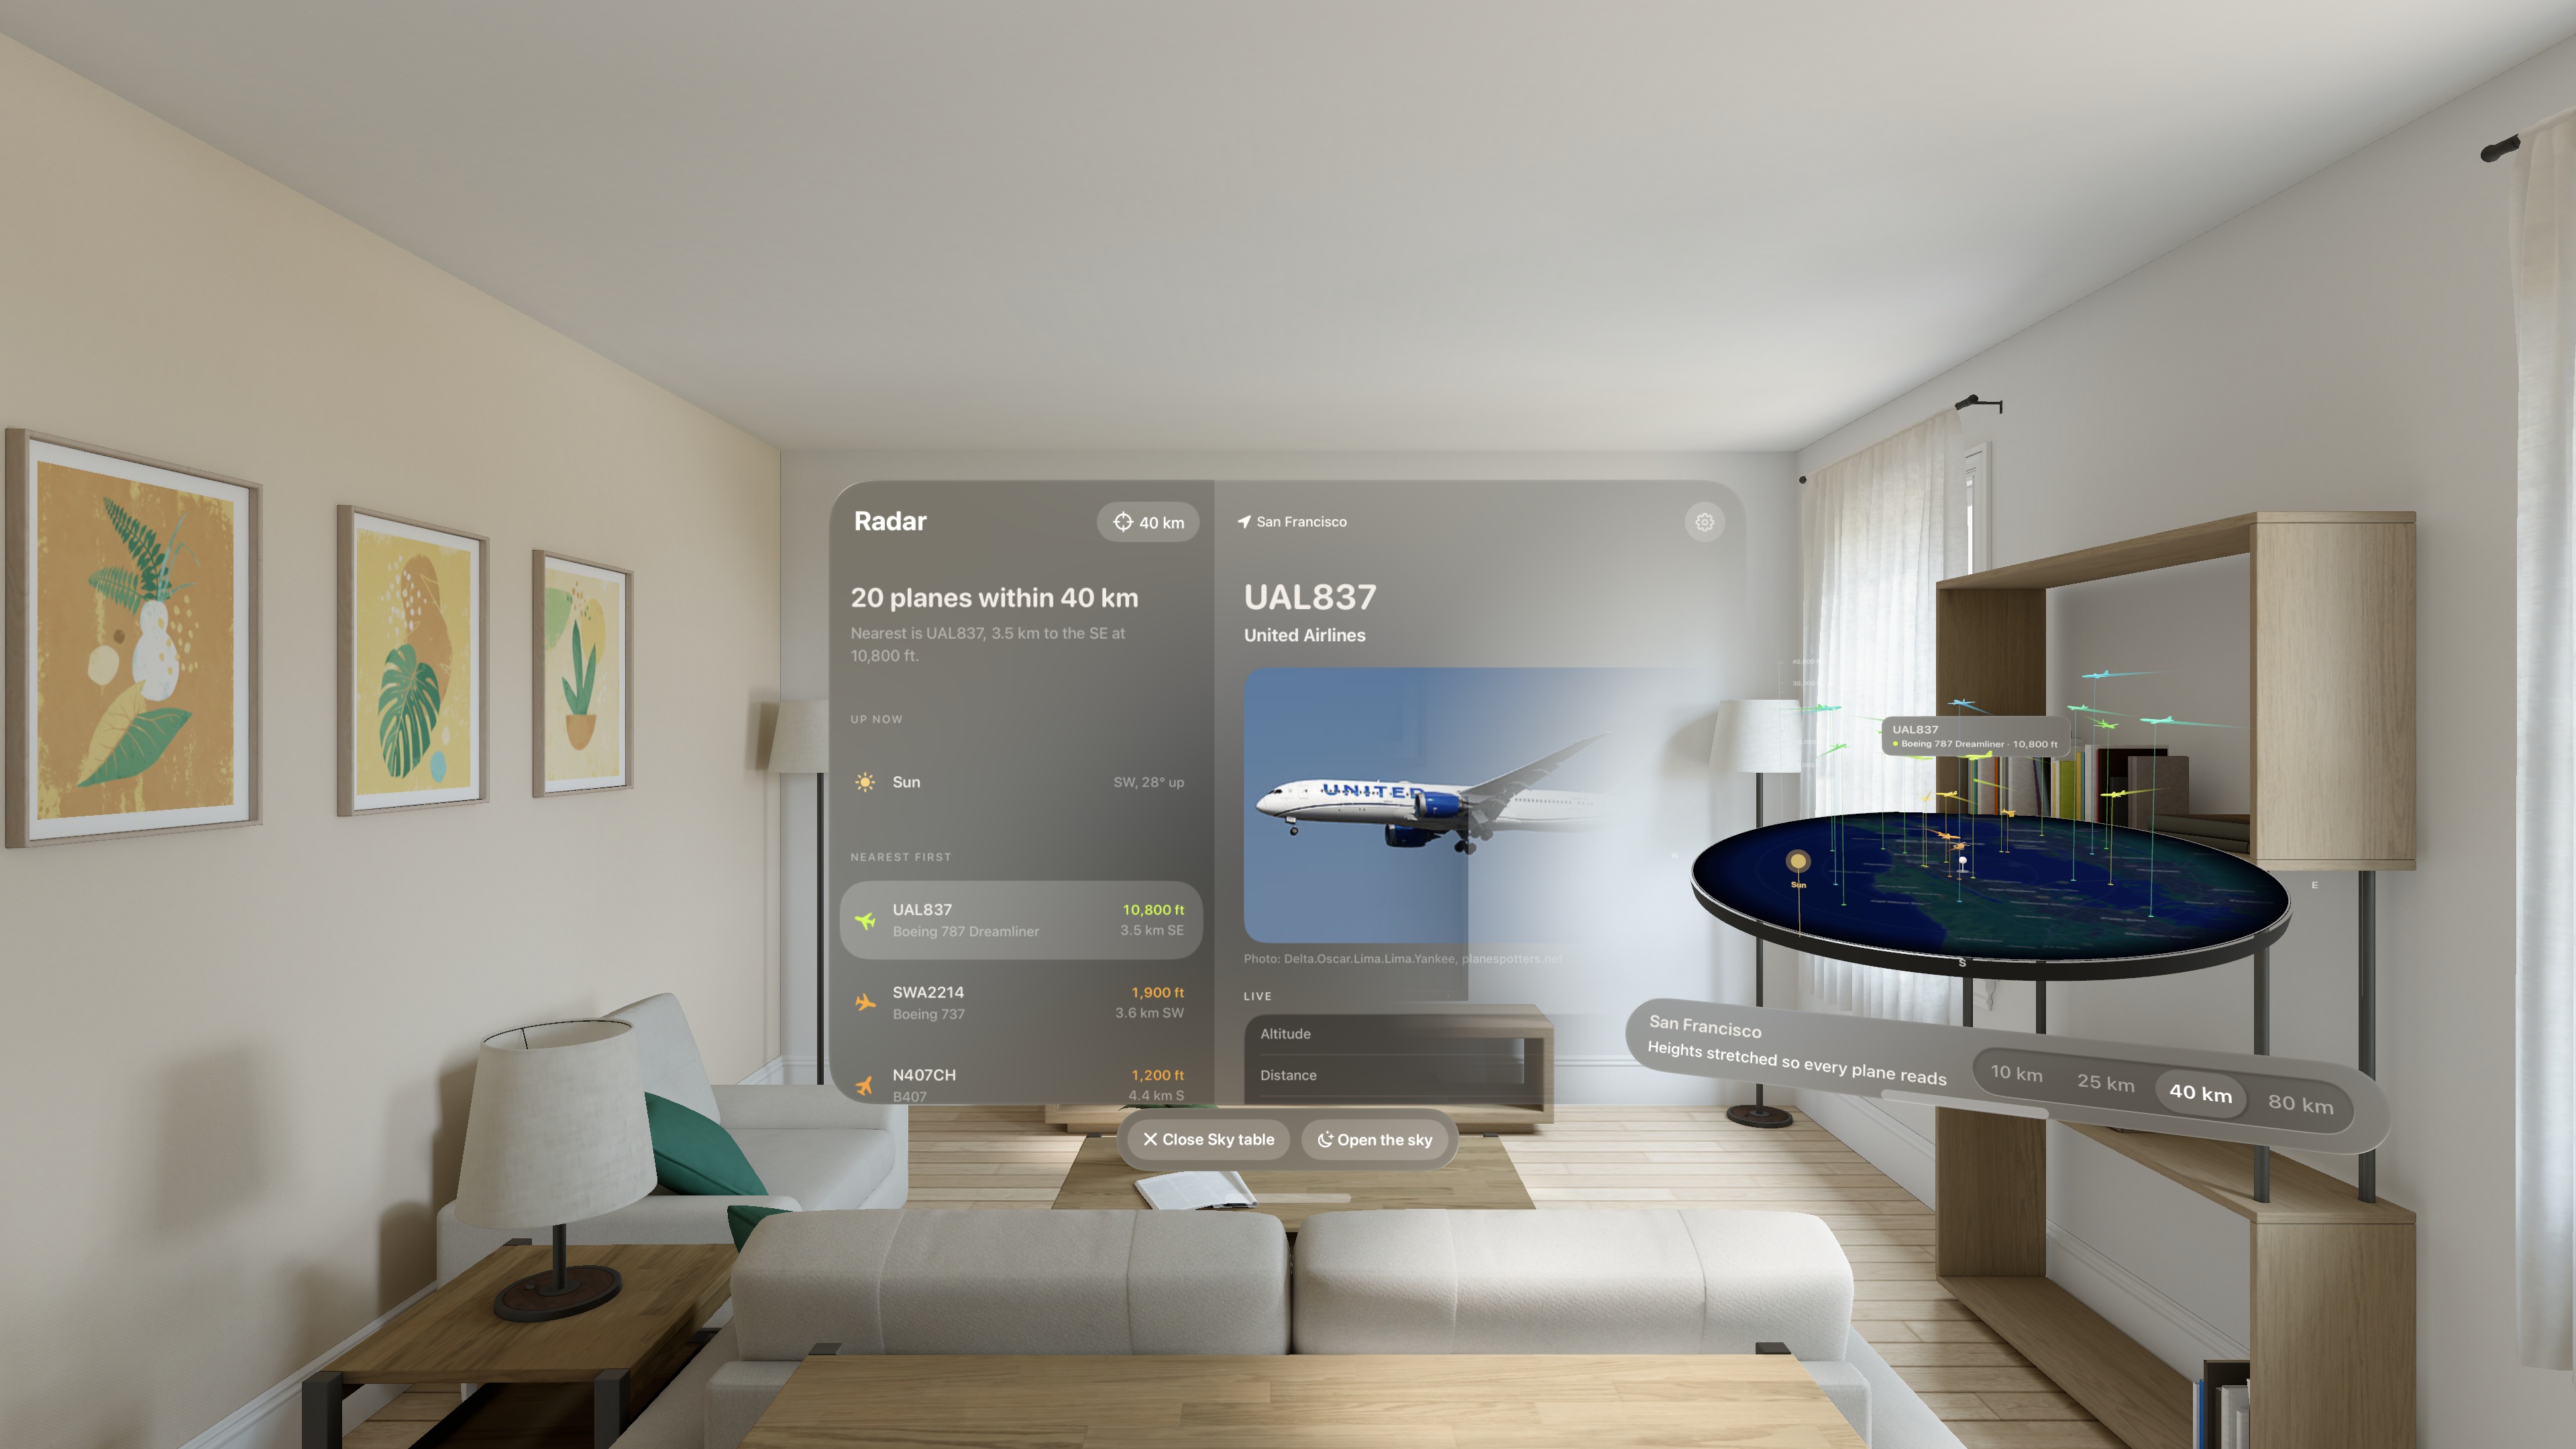 Radar
40 km
20 planes within 40 km
Nearest is UAL837, 3.5 km to the SE at
10,800 ft.
UP NOW
Sun
SW, 28° up
NEAREST FIRST
UAL837
10,800 ft
Boeing 787 Dreamliner
3.5 km SE
SWA2214
1,900 ft
Boeing 737
3.6 km SW
N407CH
1,200 ft
B407
4.4 km S
San Francisco
UAL837
United Airlines
UNITED
Photo: Delta.Oscar.Lima.Lima.Yankee, planespotters.net
LIVE
Altitude
Distance
Close Sky table
Open the sky
UAL837
Boeing 787 Dreamliner · 10,800 ft
Sun
S
E
San Francisco
Heights stretched so every plane reads
10 km
25 km
40 km
80 km